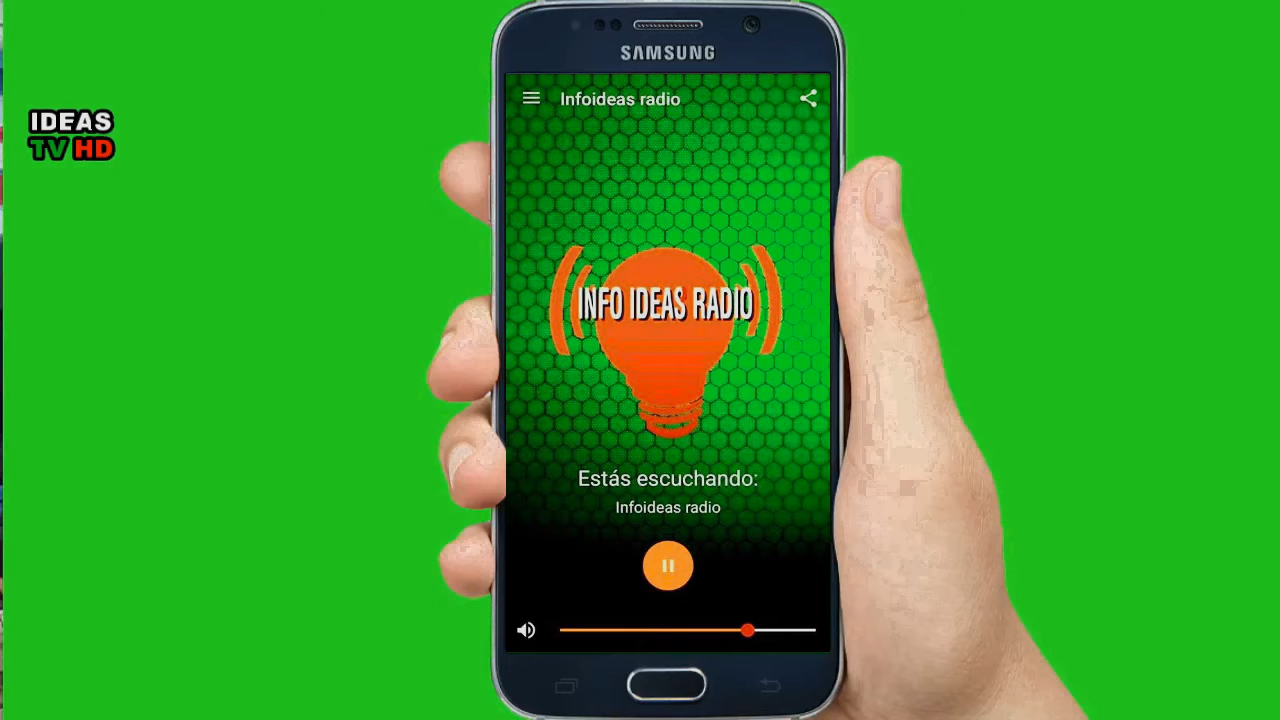 IDEAS
TV HD
SAMSUNG
Infoideas radio
INFO IDEAS RADIO
Estás escuchando:
Infoideas radio